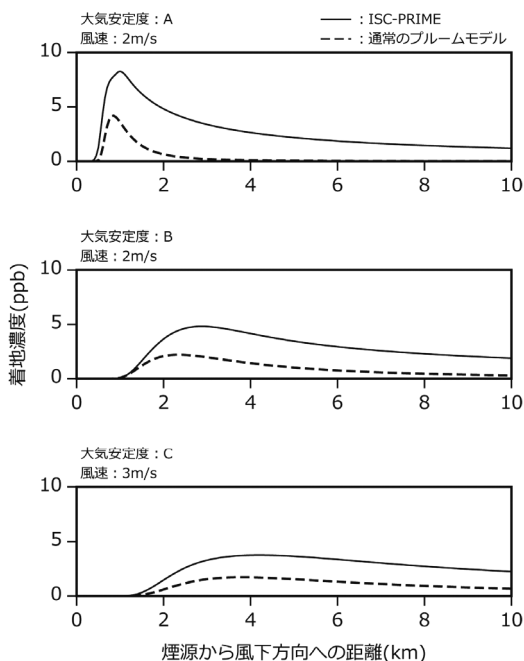 大気安定度：A
風速：2m/s
：ISC-PRIME
：通常のプルームモデル
10
5
0
0 2 4 6 8 10
大気安定度：B
風速：2m/s
10
5
0
0 2 4 6 8 10
着地濃度(ppb)
大気安定度：C
風速：3m/s
10
5
0
0 2 4 6 8 10
煙源から風下方向への距離(km)